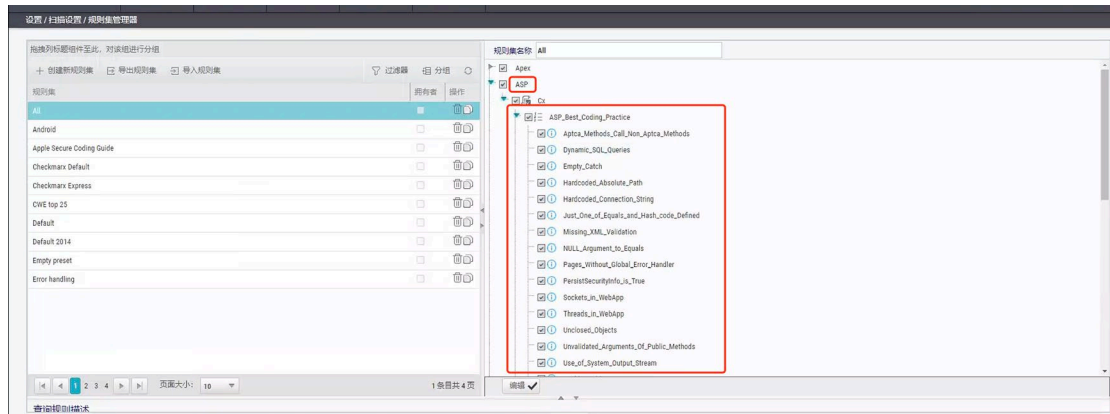 设置 / 扫描设置 / 规则集管理器
拖拽列标题组件至此，对该组进行分组
+ 创建新规则集 导出规则集 导入规则集 过滤器 分组
规则集 拥有者 操作
All
Android
Apple Secure Coding Guide
Checkmarx Default
Checkmarx Express
CWE top 25
Default
Default 2014
Empty preset
Error handling
1 2 3 4 页面大小： 10 1条目共4页
查询规则描述
规则集名称 All
Apex
ASP
Cx
ASP_Best_Coding_Practice
Aptca_Methods_Call_Non_Aptca_Methods
Dynamic_SQL_Queries
Empty_Catch
Hardcoded_Absolute_Path
Hardcoded_Connection_String
Just_One_of_Equals_and_Hash_code_Defined
Missing_XML_Validation
NULL_Argument_to_Equals
Pages_Without_Global_Error_Handler
PersistSecurityInfo_is_True
Sockets_in_WebApp
Threads_in_WebApp
Unclosed_Objects
Unvalidated_Arguments_Of_Public_Methods
Use_of_System_Output_Stream
编辑